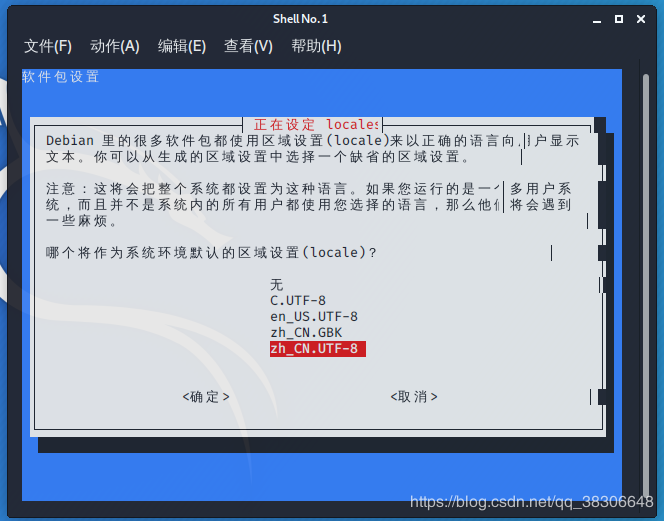 Shell No. 1
文件(F) 动作(A) 编辑(E) 查看(V) 帮助(H)
软件包设置
正在设定 locales
Debian 里的很多软件包都使用区域设置(locale)来以正确的语言向用户显示
文本。你可以从生成的区域设置中选择一个缺省的区域设置。
注意：这将会把整个系统都设置为这种语言。如果您运行的是一个多用户系
统，而且并不是系统内的所有用户都使用您选择的语言，那么他们将会遇到
一些麻烦。
哪个将作为系统环境默认的区域设置(locale)？
无
C.UTF-8
en_US.UTF-8
zh_CN.GBK
zh_CN.UTF-8
<确定> <取消>
https://blog.csdn.net/qq_38306648